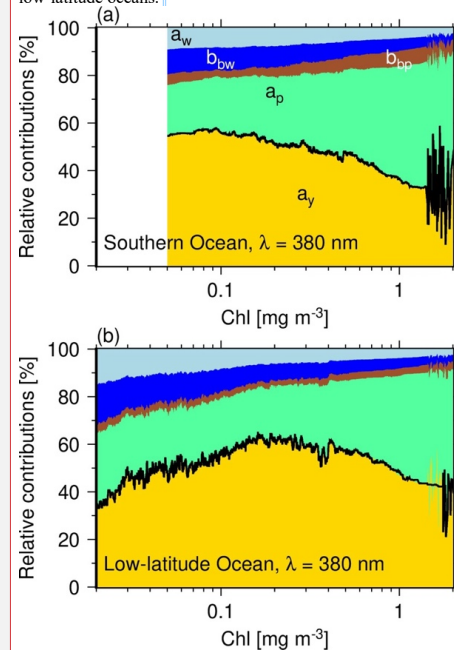 low-latitude oceans.
(a)
100
80
60
40
20
0
Relative contributions [%]
a_w
b_bw
b_bp
a_p
a_y
Southern Ocean, λ = 380 nm
0.1
1
Chl [mg m⁻³]
(b)
100
80
60
40
20
0
Relative contributions [%]
Low-latitude Ocean, λ = 380 nm
0.1
1
Chl [mg m⁻³]